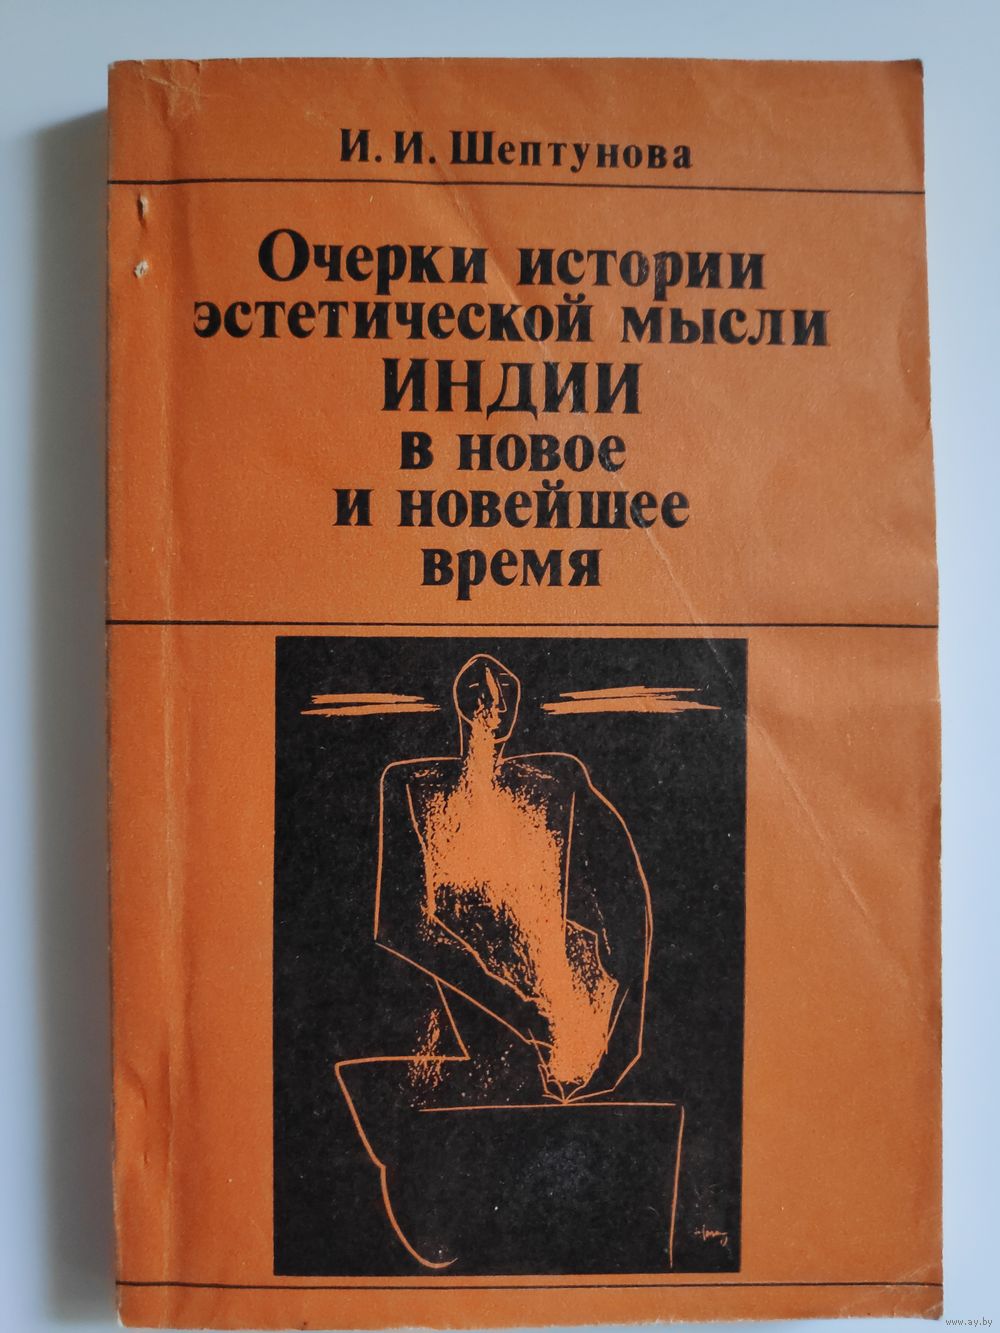 И. И. Шептунова
Очерки истории
эстетической мысли
ИНДИИ
в новое
и новейшее
время
www.ay.by